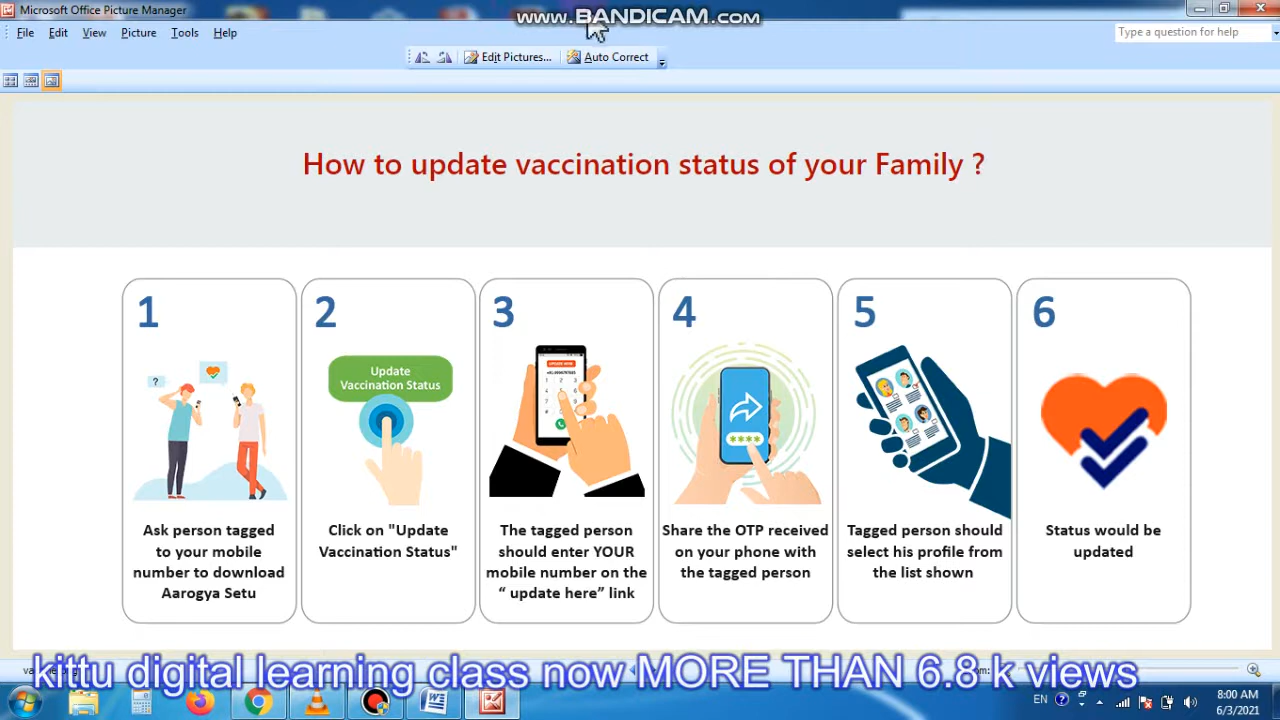 Microsoft Office Picture Manager
www.BANDICAM.com
File Edit View Picture Tools Help
Type a question for help
Edit Pictures... Auto Correct
How to update vaccination status of your Family ?
1
Ask person tagged
to your mobile
number to download
Aarogya Setu
2
Update
Vaccination Status
Click on "Update
Vaccination Status"
3
The tagged person
should enter YOUR
mobile number on the
“ update here” link
4
****
Share the OTP received
on your phone with
the tagged person
5
Tagged person should
select his profile from
the list shown
6
Status would be
updated
kittu digital learning class now MORE THAN 6.8 k views
EN
8:00 AM
6/3/2021